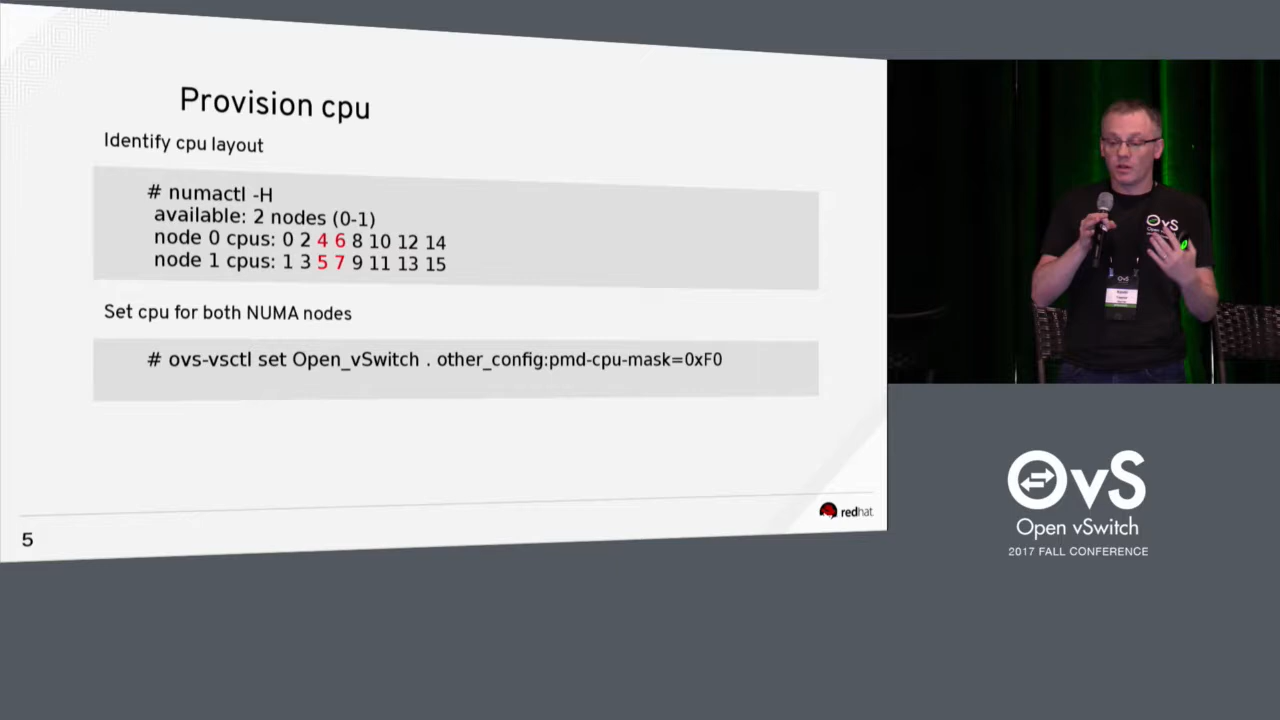 Provision cpu
Identify cpu layout
# numactl -H
available: 2 nodes (0-1)
node 0 cpus: 0 2 4 6 8 10 12 14
node 1 cpus: 1 3 5 7 9 11 13 15
Set cpu for both NUMA nodes
# ovs-vsctl set Open_vSwitch . other_config:pmd-cpu-mask=0xF0
redhat
5
OvS
OvS
OvS
Open vSwitch
2017 FALL CONFERENCE